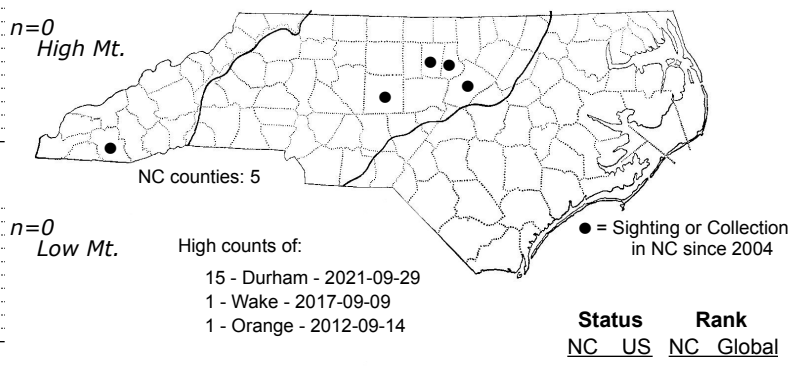 n=0
High Mt.
NC counties: 5
n=0
Low Mt.
High counts of:
15 - Durham - 2021-09-29
1 - Wake - 2017-09-09
1 - Orange - 2012-09-14
● = Sighting or Collection
in NC since 2004
Status Rank
NC US NC Global